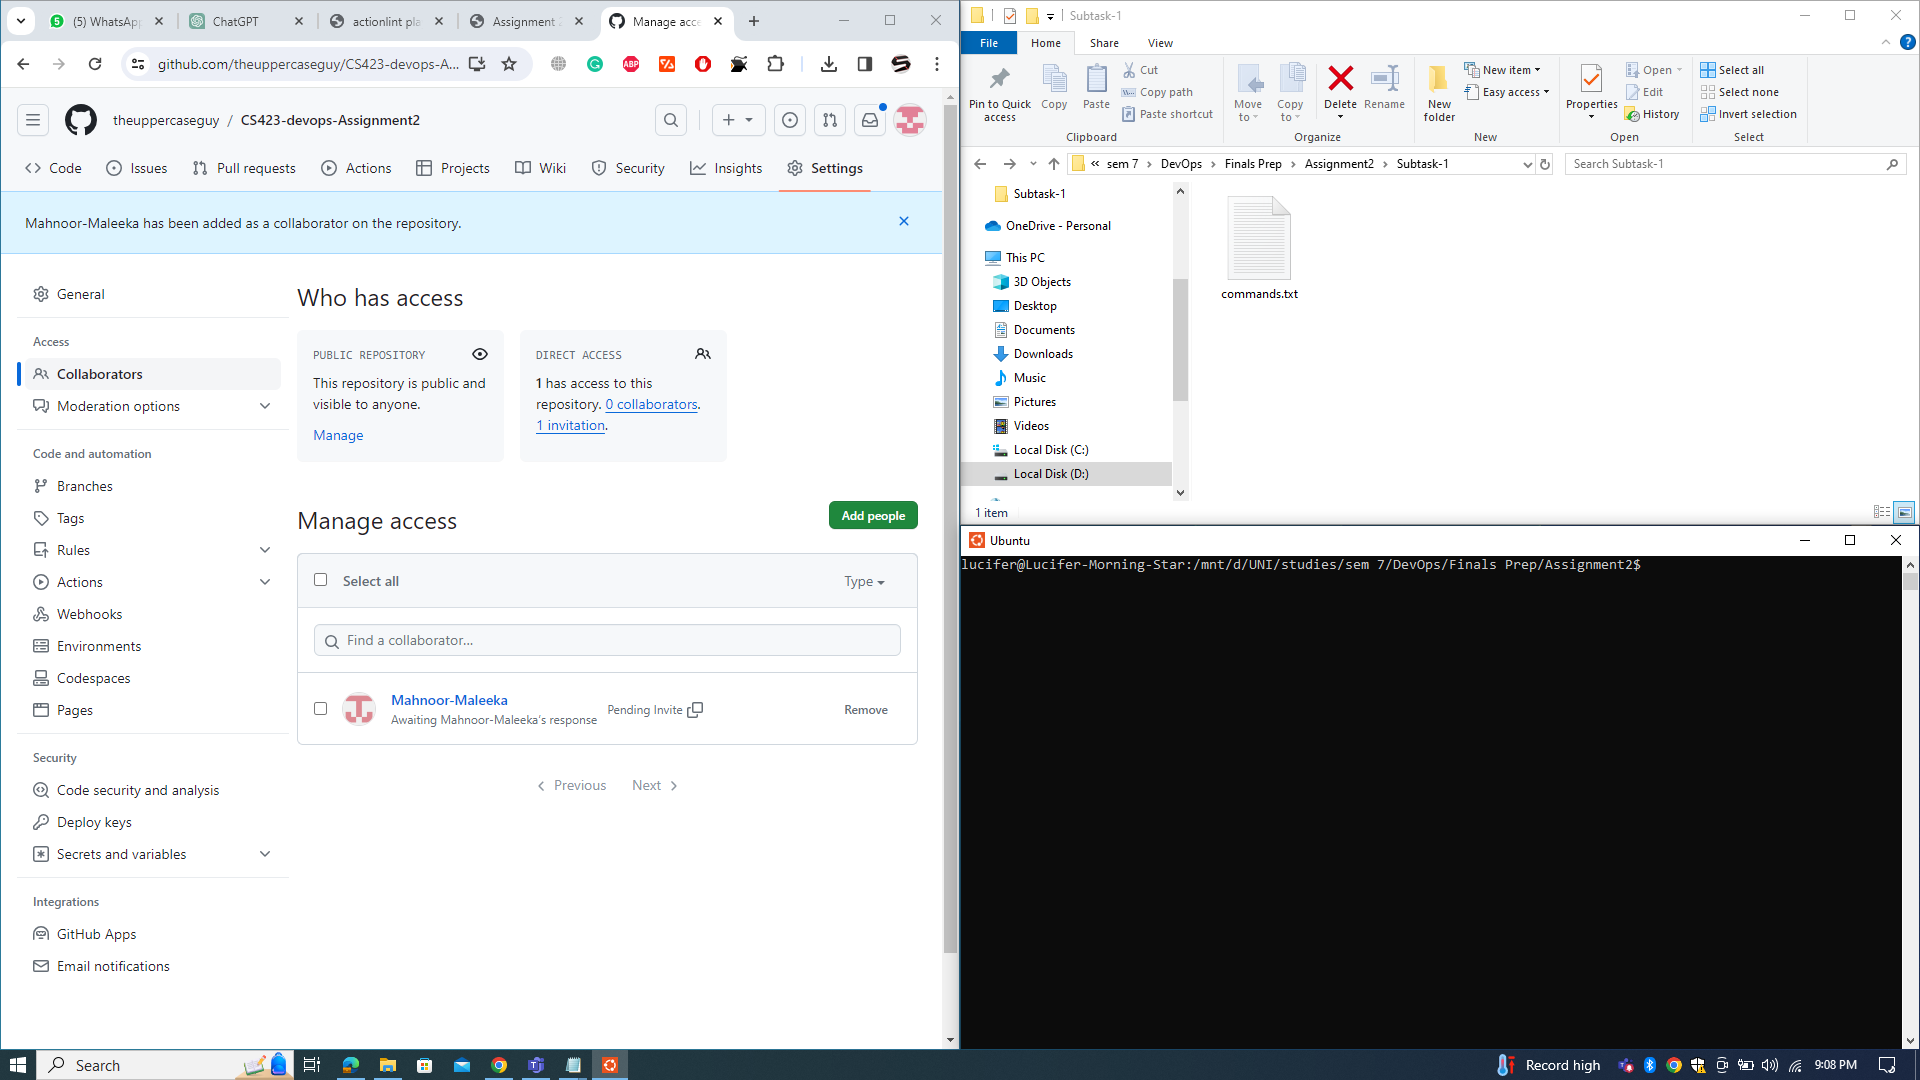 (5) WhatsApp
ChatGPT
actionlint pla
Assignment 2
Manage acce
github.com/theuppercaseguy/CS423-devops-A...
theuppercaseguy / CS423-devops-Assignment2
Code
Issues
Pull requests
Actions
Projects
Wiki
Security
Insights
Settings
Mahnoor-Maleeka has been added as a collaborator on the repository.
General
Access
Collaborators
Moderation options
Code and automation
Branches
Tags
Rules
Actions
Webhooks
Environments
Codespaces
Pages
Security
Code security and analysis
Deploy keys
Secrets and variables
Integrations
GitHub Apps
Email notifications
Who has access
PUBLIC REPOSITORY
This repository is public and
visible to anyone.
Manage
DIRECT ACCESS
1 has access to this
repository. 0 collaborators.
1 invitation.
Manage access
Add people
Select all
Type
Find a collaborator...
Mahnoor-Maleeka
Awaiting Mahnoor-Maleeka's response
Pending Invite
Remove
Previous
Next
Subtask-1
File
Home
Share
View
Pin to Quick
access
Copy
Paste
Cut
Copy path
Paste shortcut
Clipboard
Move
to
Copy
to
Delete
Rename
Organize
New
folder
New item
Easy access
New
Properties
Open
Edit
History
Open
Select all
Select none
Invert selection
Select
« sem 7 > DevOps > Finals Prep > Assignment2 > Subtask-1
Search Subtask-1
Subtask-1
OneDrive - Personal
This PC
3D Objects
Desktop
Documents
Downloads
Music
Pictures
Videos
Local Disk (C:)
Local Disk (D:)
commands.txt
1 item
Ubuntu
lucifer@Lucifer-Morning-Star:/mnt/d/UNI/studies/sem 7/DevOps/Finals Prep/Assignment2$
Search
Record high
9:08 PM